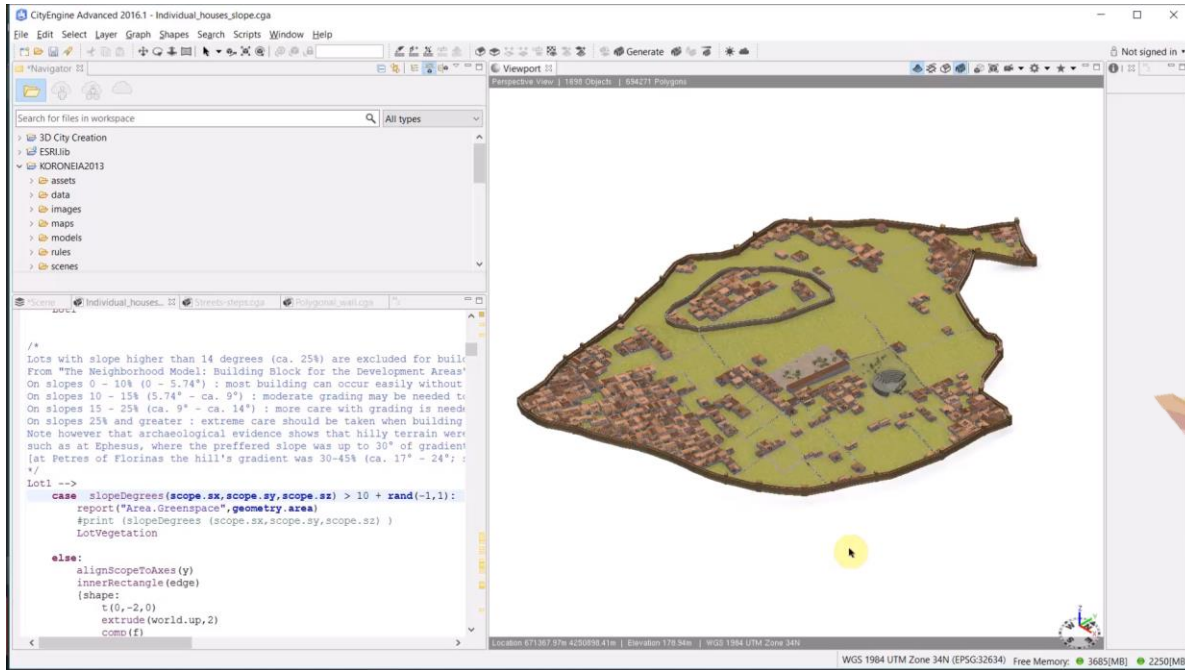 CityEngine Advanced 2016.1 - Individual_houses_slope.cga
File Edit Select Layer Graph Shapes Search Scripts Window Help
Generate
Not signed in
*Navigator
Viewport
Perspective View | 1698 Objects | 694271 Polygons
Search for files in workspace
All types
3D City Creation
ESRI.lib
KORONEIA2013
assets
data
images
maps
models
rules
scenes
*Scene Individual_houses... Streets-steps.cga Polygonal_wall.cga
/*
Lots with slope higher than 14 degrees (ca. 25%) are excluded for build
From "The Neighborhood Model: Building Block for the Development Areas"
On slopes 0 - 10% (0 - 5.74°) : most building can occur easily without
On slopes 10 - 15% (5.74° - ca. 9°) : moderate grading may be needed to
On slopes 15 - 25% (ca. 9° - ca. 14°) : more care with grading is neede
On slopes 25% and greater : extreme care should be taken when building
Note however that archaeological evidence shows that hilly terrain were
such as at Ephesus, where the preffered slope was up to 30° of gradient
[at Petres of Florinas the hill's gradient was 30-45% (ca. 17° - 24°;
*/
Lot1 -->
case slopeDegrees(scope.sx,scope.sy,scope.sz) > 10 + rand(-1,1):
report("Area.Greenspace",geometry.area)
#print (slopeDegrees (scope.sx,scope.sy,scope.sz) )
LotVegetation
else:
alignScopeToAxes(y)
innerRectangle(edge)
{shape:
t(0,-2,0)
extrude(world.up,2)
comp(f)
Location 671367.97m 4250898.41m | Elevation 178.94m | WGS 1984 UTM Zone 34N
WGS 1984 UTM Zone 34N (EPSG:32634) Free Memory: 3685[MB] 2250[MB